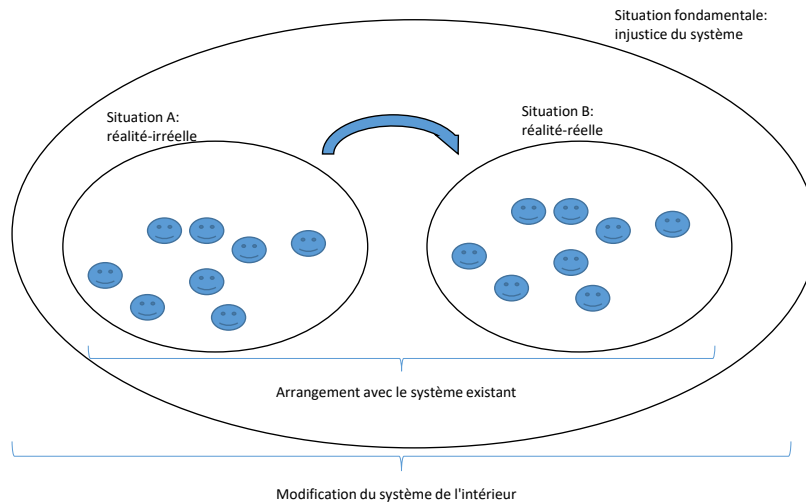 Situation fondamentale:
injustice du système
Situation A:
réalité-irréelle
Situation B:
réalité-réelle
Arrangement avec le système existant
Modification du système de l'intérieur